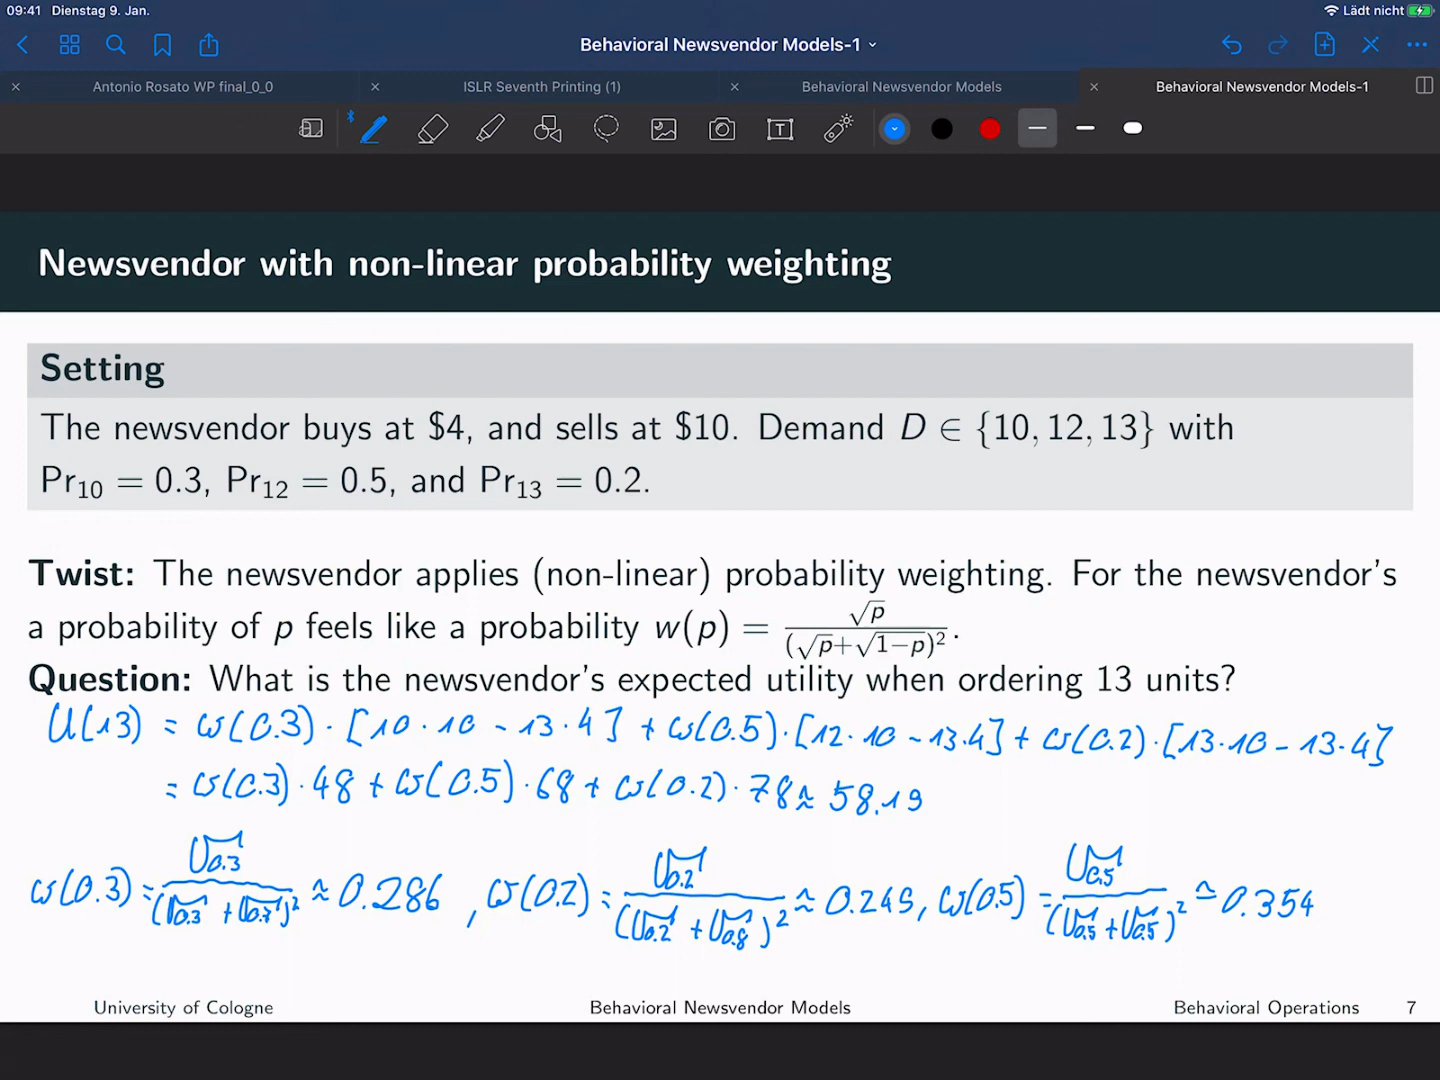 09:41 Dienstag 9. Jan. Lädt nicht
Behavioral Newsvendor Models-1
Antonio Rosato WP final_0_0 ISLR Seventh Printing (1) Behavioral Newsvendor Models Behavioral Newsvendor Models-1
Newsvendor with non-linear probability weighting
Setting
The newsvendor buys at $4, and sells at $10. Demand D ∈ {10, 12, 13} with
Pr₁₀ = 0.3, Pr₁₂ = 0.5, and Pr₁₃ = 0.2.
Twist: The newsvendor applies (non-linear) probability weighting. For the newsvendor's
a probability of p feels like a probability w(p) = √p/(√p+√1−p)².
Question: What is the newsvendor's expected utility when ordering 13 units?
U(13) = ω(0.3) · [10 · 10 − 13 · 4] + ω(0.5) · [12 · 10 − 13.4] + ω(0.2) · [13 · 10 − 13 · 4]
= ω(0.3) · 48 + ω(0.5) · 68 + ω(0.2) · 78 ≈ 58.19
ω(0.3) = √0.3/(√0.3 + √0.7)² ≈ 0.286, ω(0.2) = √0.2/(√0.2 + √0.8)² ≈ 0.248, ω(0.5) = √0.5/(√0.5 + √0.5)² ≈ 0.354
University of Cologne Behavioral Newsvendor Models Behavioral Operations 7